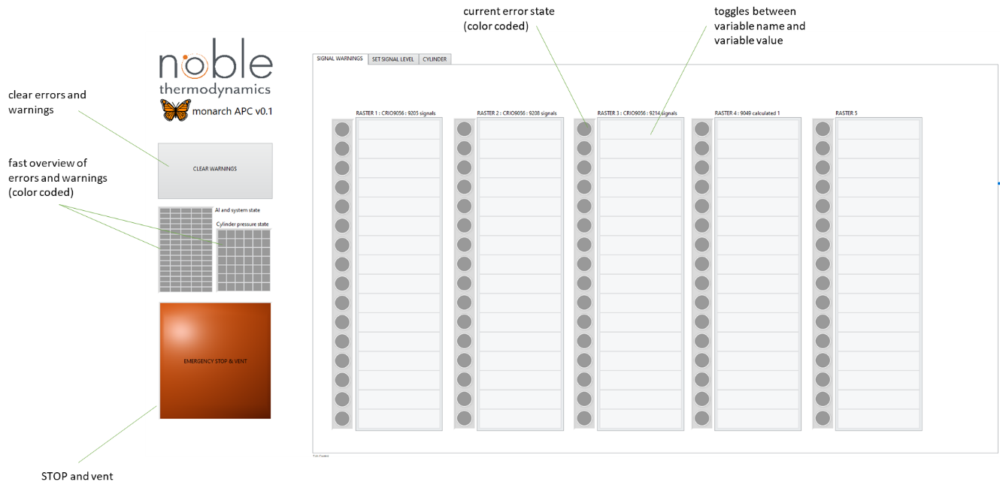 current error state
(color coded)
toggles between
variable name and
variable value
noble
thermodynamics
monarch APC v0.1
clear errors and
warnings
fast overview of
errors and warnings
(color coded)
CLEAR WARNINGS
AI and system state
Cylinder pressure state
EMERGENCY STOP & VENT
STOP and vent
SIGNAL WARNINGS
SET SIGNAL LEVEL
CYLINDER
RASTER 1 : CRIO9056 : 9205 signals
RASTER 2 : CRIO9056 : 9208 signals
RASTER 3 : CRIO9056 : 9214 signals
RASTER 4 : 9049 calculated 1
RASTER 5